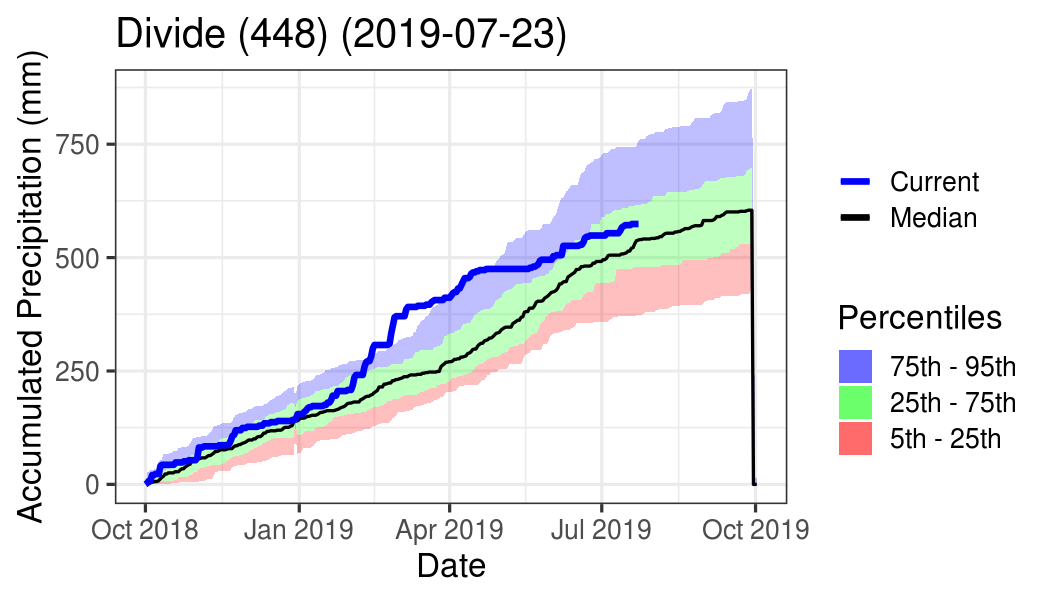 Divide (448) (2019-07-23)
Accumulated Precipitation (mm)
750
500
250
0
Oct 2018
Jan 2019
Apr 2019
Jul 2019
Oct 2019
Date
Current
Median
Percentiles
75th - 95th
25th - 75th
5th - 25th